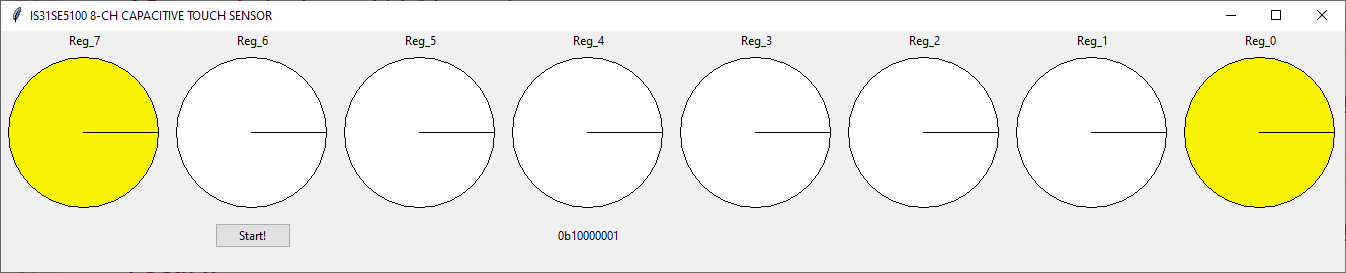 IS31SE5100 8-CH CAPACITIVE TOUCH SENSOR
Reg_7 Reg_6 Reg_5 Reg_4 Reg_3 Reg_2 Reg_1 Reg_0
Start! 0b10000001